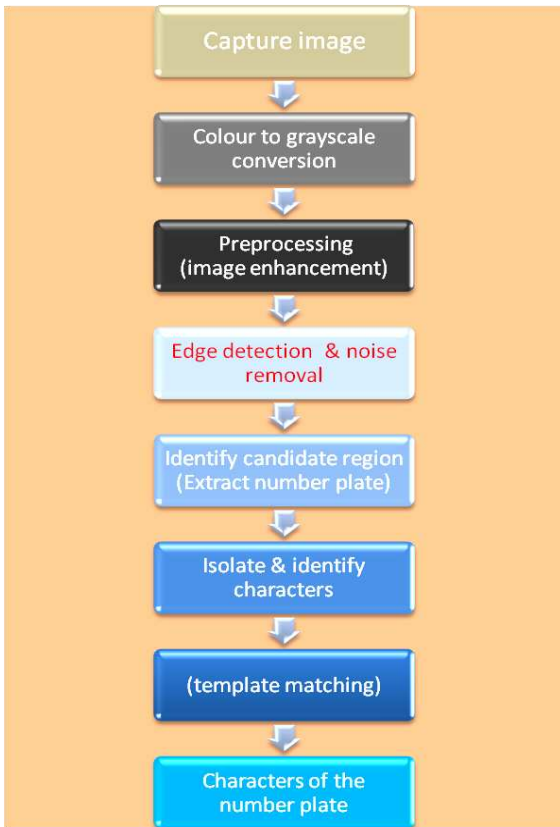 Capture image
Colour to grayscale
conversion
Preprocessing
(image enhancement)
Edge detection & noise
removal
Identify candidate region
(Extract number plate)
Isolate & identify
characters
(template matching)
Characters of the
number plate